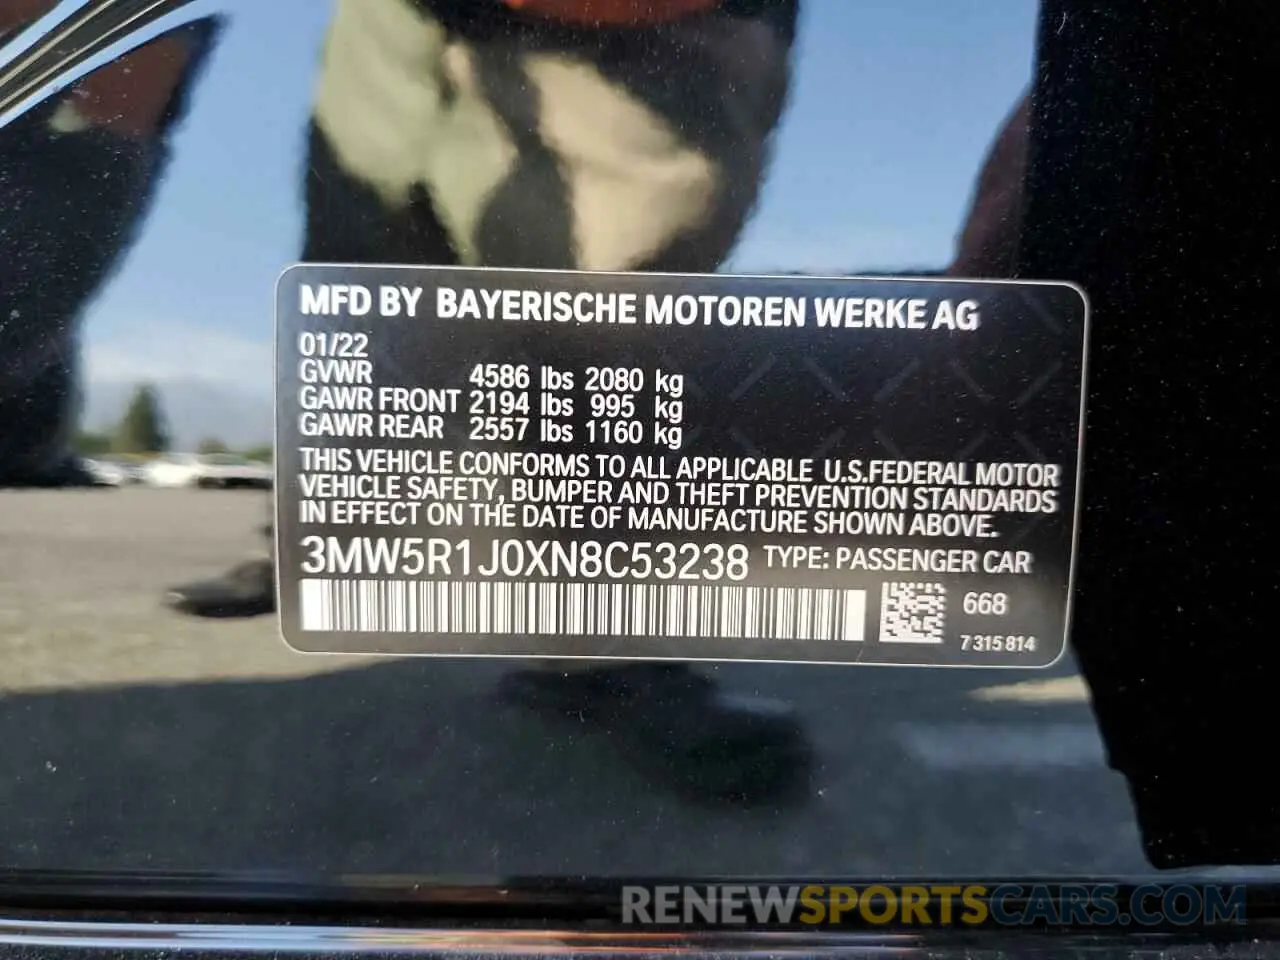 MFD BY BAYERISCHE MOTOREN WERKE AG
01/22
GVWR 4586 lbs 2080 kg
GAWR FRONT 2194 lbs 995 kg
GAWR REAR 2557 lbs 1160 kg
THIS VEHICLE CONFORMS TO ALL APPLICABLE U.S.FEDERAL MOTOR
VEHICLE SAFETY, BUMPER AND THEFT PREVENTION STANDARDS
IN EFFECT ON THE DATE OF MANUFACTURE SHOWN ABOVE.
3MW5R1J0XN8C53238 TYPE: PASSENGER CAR
668
7 315 814
RENEWSPORTSCARS.COM